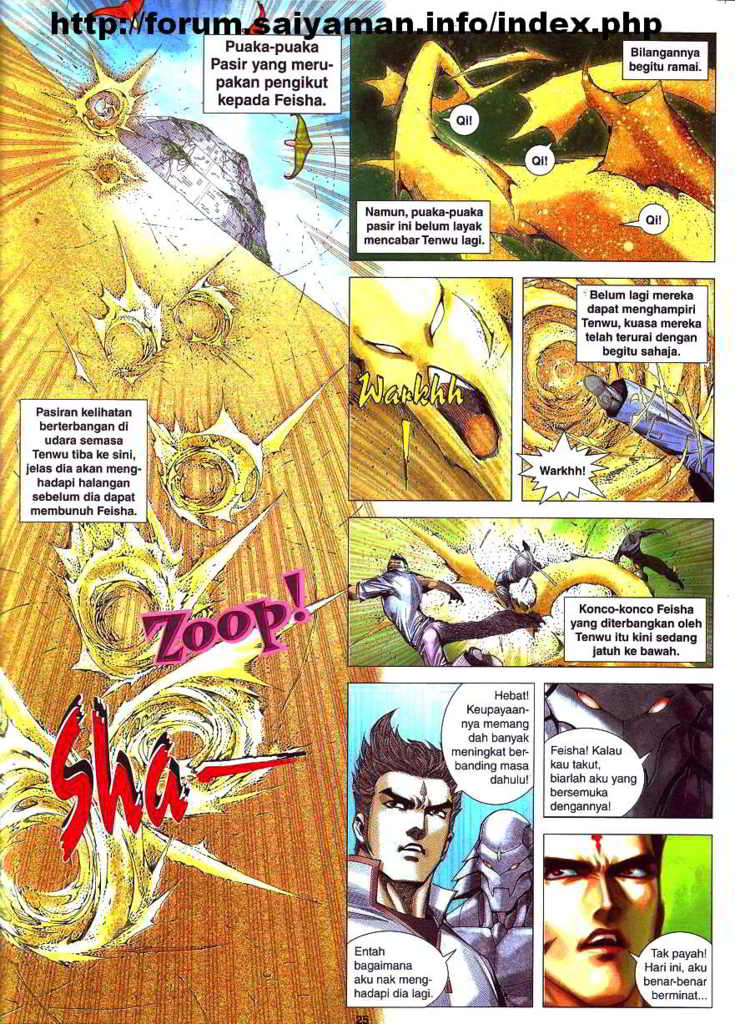 http://forum.saiyaman.info/index.php
Puaka-puaka
Pasir yang meru-
pakan pengikut
kepada Feisha.
Bilangannya
begitu ramai.
Qi!
Qi!
Qi!
Namun, puaka-puaka
pasir ini belum layak
mencabar Tenwu lagi.
Warkhh
!
Belum lagi mereka
dapat menghampiri
Tenwu, kuasa mereka
telah terurai dengan
begitu sahaja.
Warkhh!
Pasiran kelihatan
berterbangan di
udara semasa
Tenwu tiba ke sini,
jelas dia akan meng-
hadapi halangan
sebelum dia dapat
membunuh Feisha.
Zoop!
Sha—
Konco-konco Feisha
yang diterbangkan oleh
Tenwu itu kini sedang
jatuh ke bawah.
Hebat!
Keupayaan-
nya memang
dah banyak
meningkat ber-
banding masa
dahulu!
Entah
bagaimana
aku nak meng-
hadapi dia lagi.
Feisha! Kalau
kau takut,
biarlah aku yang
bersemuka
dengannya!
Tak payah!
Hari ini, aku
benar-benar
berminat...
25